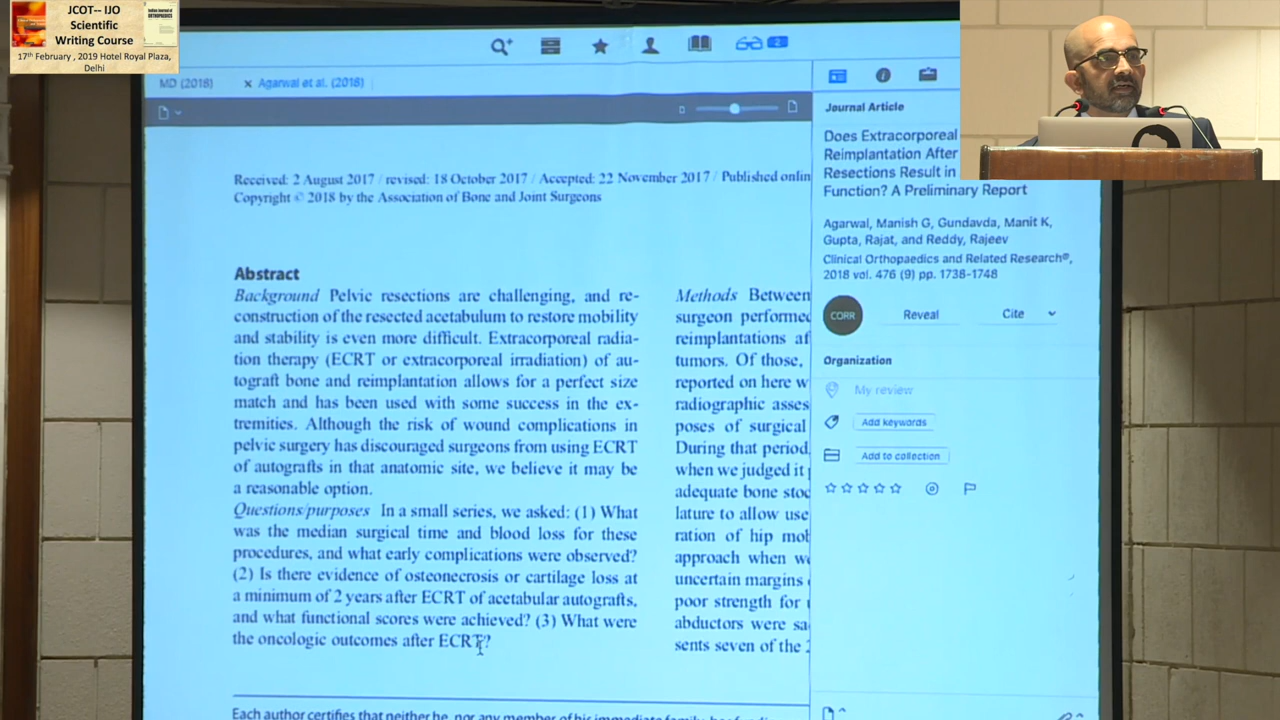 JCOT-- IJO
Scientific
Writing Course
17th February , 2019 Hotel Royal Plaza,
Delhi
2
MD (2018)
× Agarwal et al. (2018)
Received: 2 August 2017 / revised: 18 October 2017 / Accepted: 22 November 2017 / Published onlin
Copyright © 2018 by the Association of Bone and Joint Surgeons
Abstract
Background Pelvic resections are challenging, and re-
construction of the resected acetabulum to restore mobility
and stability is even more difficult. Extracorporeal radia-
tion therapy (ECRT or extracorporeal irradiation) of au-
tograft bone and reimplantation allows for a perfect size
match and has been used with some success in the ex-
tremities. Although the risk of wound complications in
pelvic surgery has discouraged surgeons from using ECRT
of autografts in that anatomic site, we believe it may be
a reasonable option.
Questions/purposes In a small series, we asked: (1) What
was the median surgical time and blood loss for these
procedures, and what early complications were observed?
(2) Is there evidence of osteonecrosis or cartilage loss at
a minimum of 2 years after ECRT of acetabular autografts,
and what functional scores were achieved? (3) What were
the oncologic outcomes after ECRT?
Methods Between
surgeon performed
reimplantations af
tumors. Of those,
reported on here w
radiographic asses
poses of surgical
During that period,
when we judged it
adequate bone stoc
lature to allow use
ration of hip mob
approach when we
uncertain margins
poor strength for
abductors were sa
sents seven of the
Each author certifies that neither he, nor any member of his immediate family, has
Journal Article
Does Extracorporeal
Reimplantation After
Resections Result in
Function? A Preliminary Report
Agarwal, Manish G, Gundavda, Manit K,
Gupta, Rajat, and Reddy, Rajeev
Clinical Orthopaedics and Related Research®,
2018 vol. 476 (9) pp. 1738-1748
CORR
Reveal
Cite
Organization
My review
Add keywords
Add to collection